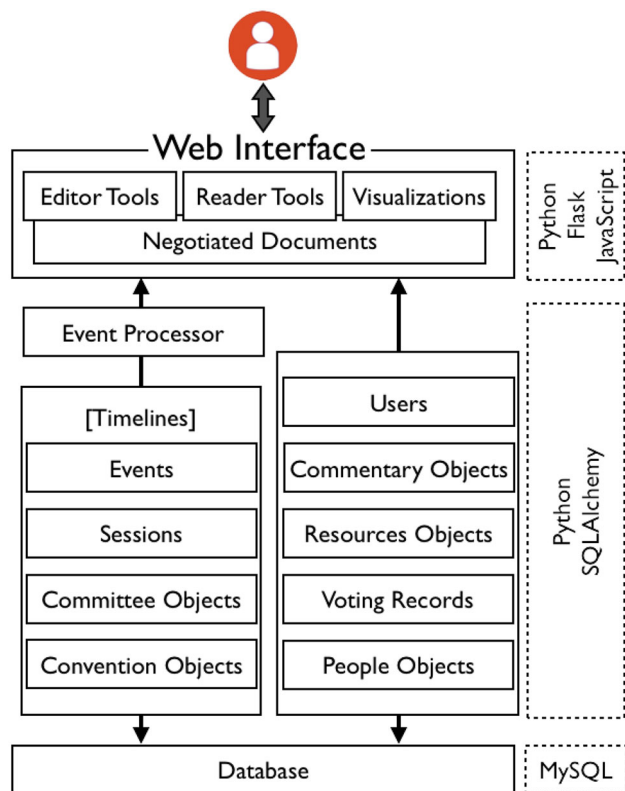 Web Interface
Editor Tools
Reader Tools
Visualizations
Negotiated Documents
Python
Flask
JavaScript
Event Processor
[Timelines]
Events
Sessions
Committee Objects
Convention Objects
Users
Commentary Objects
Resources Objects
Voting Records
People Objects
Python
SQLAlchemy
Database
MySQL